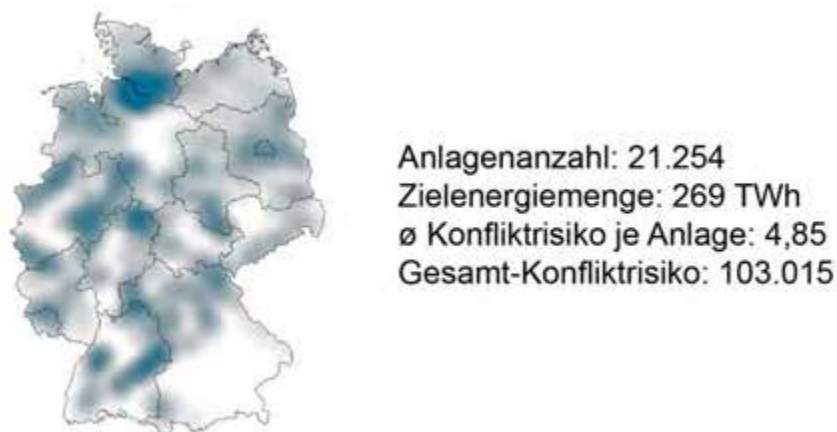 Anlagenanzahl: 21.254
Zielenergiemenge: 269 TWh
ø Konfliktrisiko je Anlage: 4,85
Gesamt-Konfliktrisiko: 103.015